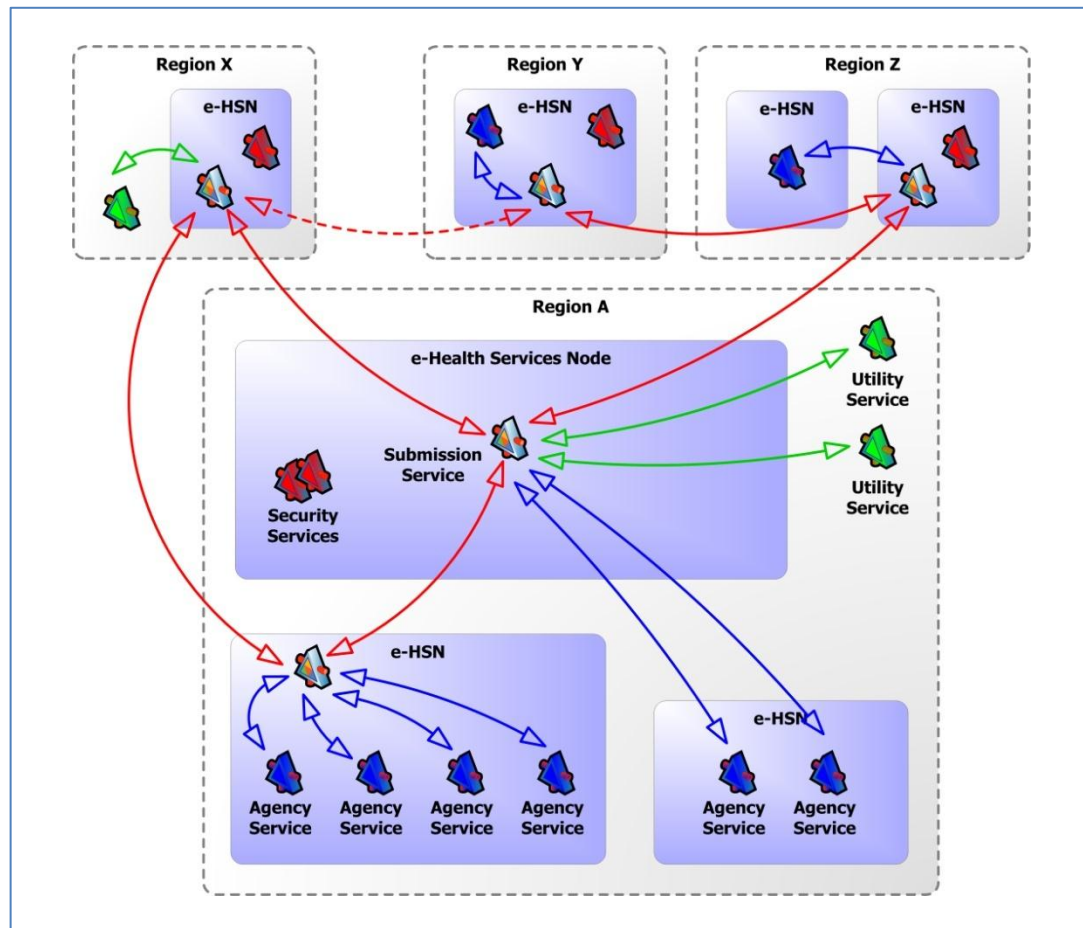 Region X
e-HSN
Region Y
e-HSN
Region Z
e-HSN
e-HSN
Region A
e-Health Services Node
Utility
Service
Submission
Service
Utility
Service
Security
Services
e-HSN
e-HSN
Agency
Service
Agency
Service
Agency
Service
Agency
Service
Agency
Service
Agency
Service